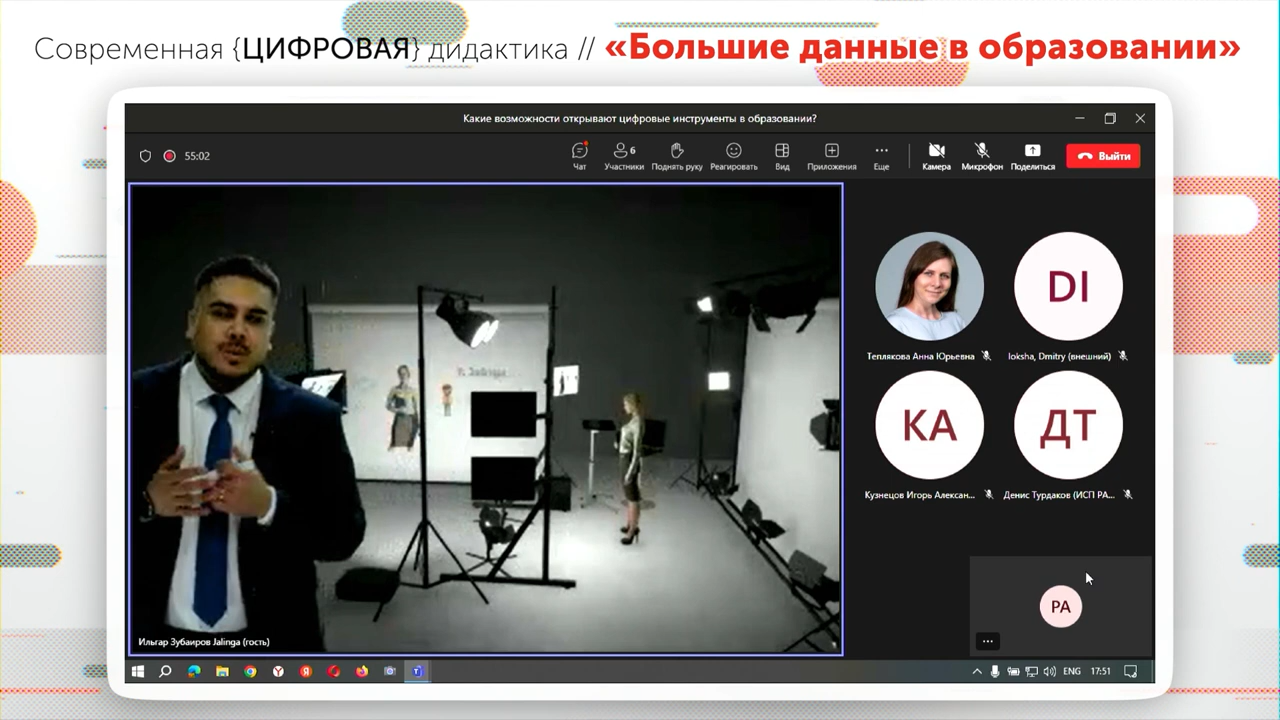 Современная {ЦИФРОВАЯ} дидактика // «Большие данные в образовании»
Какие возможности открывают цифровые инструменты в образовании?
55:02
6
Чат
Участники
Поднять руку
Реагировать
Вид
Приложения
Еще
Камера
Микрофон
Поделиться
Выйти
DI
Теплякова Анна Юрьевна
loksha, Dmitry (внешний)
КА
ДТ
Кузнецов Игорь Алексан...
Денис Турдаков (ИСП РА...
РА
Ильгар Зубаиров Jalinga (гость)
ENG
17:51